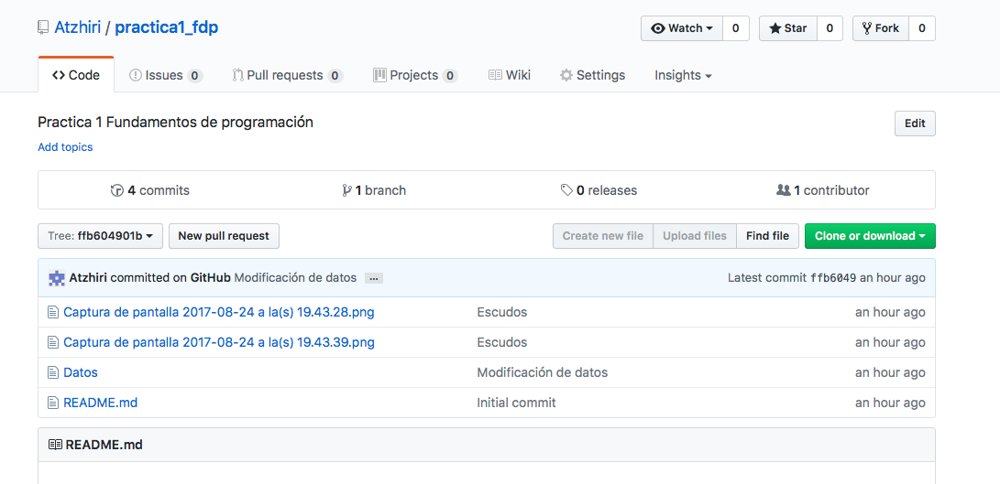 Atzhiri / practica1_fdp
Watch 0 Star 0 Fork 0
Code Issues 0 Pull requests 0 Projects 0 Wiki Settings Insights
Practica 1 Fundamentos de programación Edit
Add topics
4 commits 1 branch 0 releases 1 contributor
Tree: ffb604901b New pull request Create new file Upload files Find file Clone or download
Atzhiri committed on GitHub Modificación de datos ... Latest commit ffb6049 an hour ago
Captura de pantalla 2017-08-24 a la(s) 19.43.28.png Escudos an hour ago
Captura de pantalla 2017-08-24 a la(s) 19.43.39.png Escudos an hour ago
Datos Modificación de datos an hour ago
README.md Initial commit an hour ago
README.md